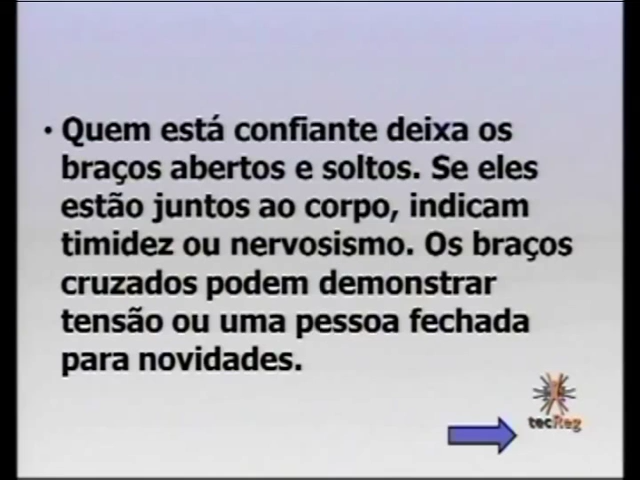 • Quem está confiante deixa os
braços abertos e soltos. Se eles
estão juntos ao corpo, indicam
timidez ou nervosismo. Os braços
cruzados podem demonstrar
tensão ou uma pessoa fechada
para novidades.
tecReg